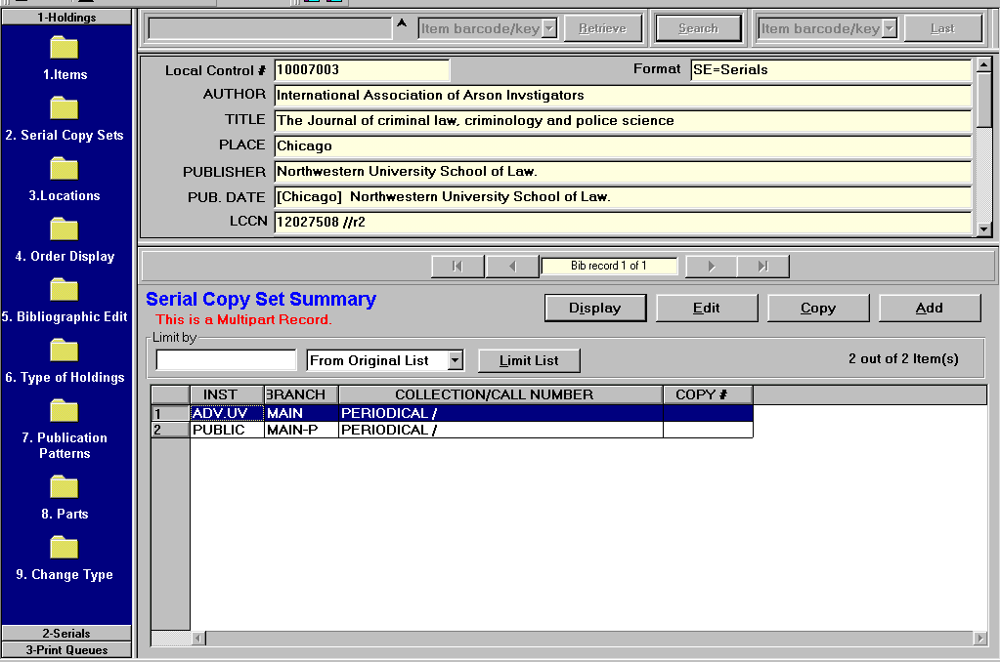 1-Holdings
1.Items
2. Serial Copy Sets
3.Locations
4. Order Display
5. Bibliographic Edit
6. Type of Holdings
7. Publication
Patterns
8. Parts
9. Change Type
2-Serials
3-Print Queues
Item barcode/key Retrieve Search Item barcode/key Last
Local Control # 10007003 Format SE=Serials
AUTHOR International Association of Arson Invstigators
TITLE The Journal of criminal law, criminology and police science
PLACE Chicago
PUBLISHER Northwestern University School of Law.
PUB. DATE [Chicago] Northwestern University School of Law.
LCCN 12027508 //r2
Bib record 1 of 1
Serial Copy Set Summary Display Edit Copy Add
This is a Multipart Record.
Limit by
From Original List Limit List 2 out of 2 Item(s)
INST BRANCH COLLECTION/CALL NUMBER COPY #
1 ADV.UV MAIN PERIODICAL /
2 PUBLIC MAIN-P PERIODICAL /